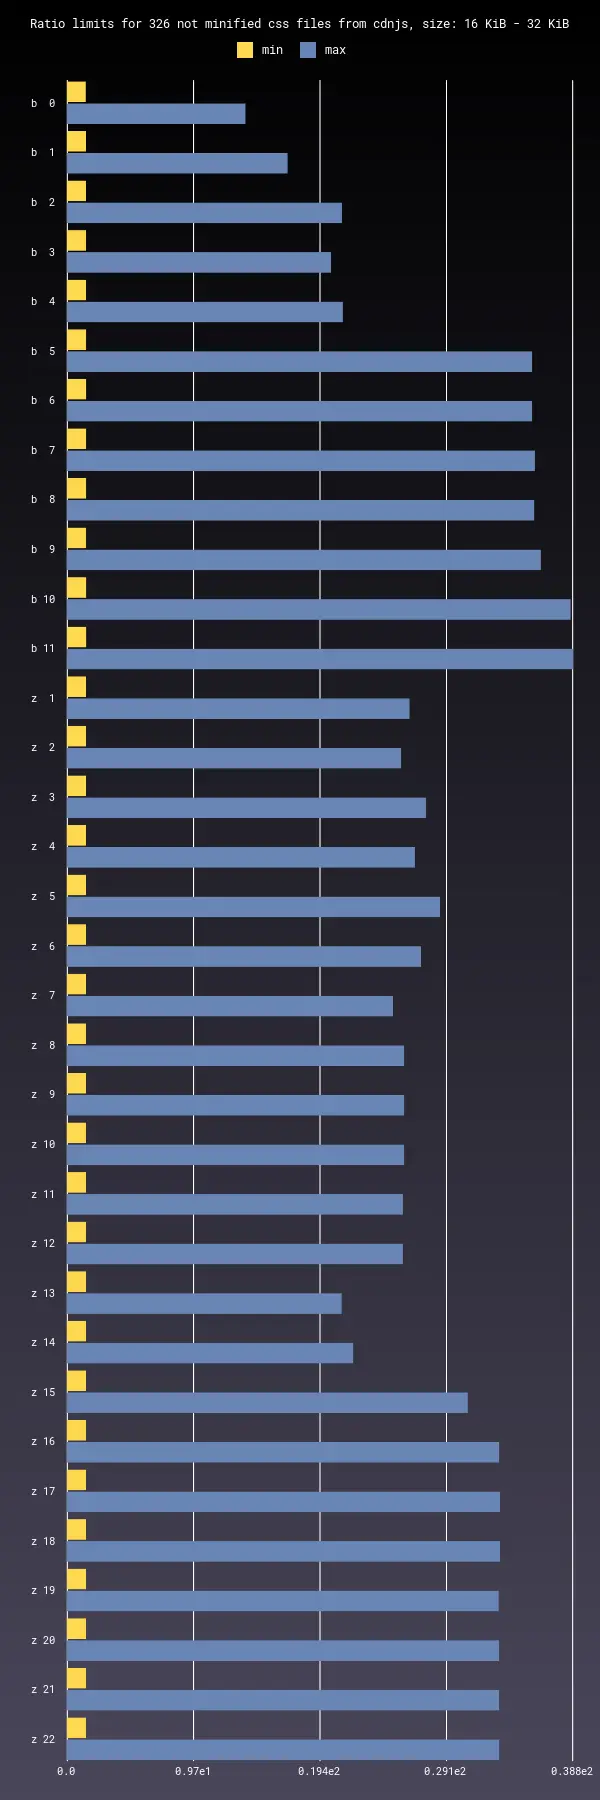 Ratio limits for 326 not minified css files from cdnjs, size: 16 KiB - 32 KiB
min max
b 0
b 1
b 2
b 3
b 4
b 5
b 6
b 7
b 8
b 9
b 10
b 11
z 1
z 2
z 3
z 4
z 5
z 6
z 7
z 8
z 9
z 10
z 11
z 12
z 13
z 14
z 15
z 16
z 17
z 18
z 19
z 20
z 21
z 22
0.0 0.97e1 0.194e2 0.291e2 0.388e2